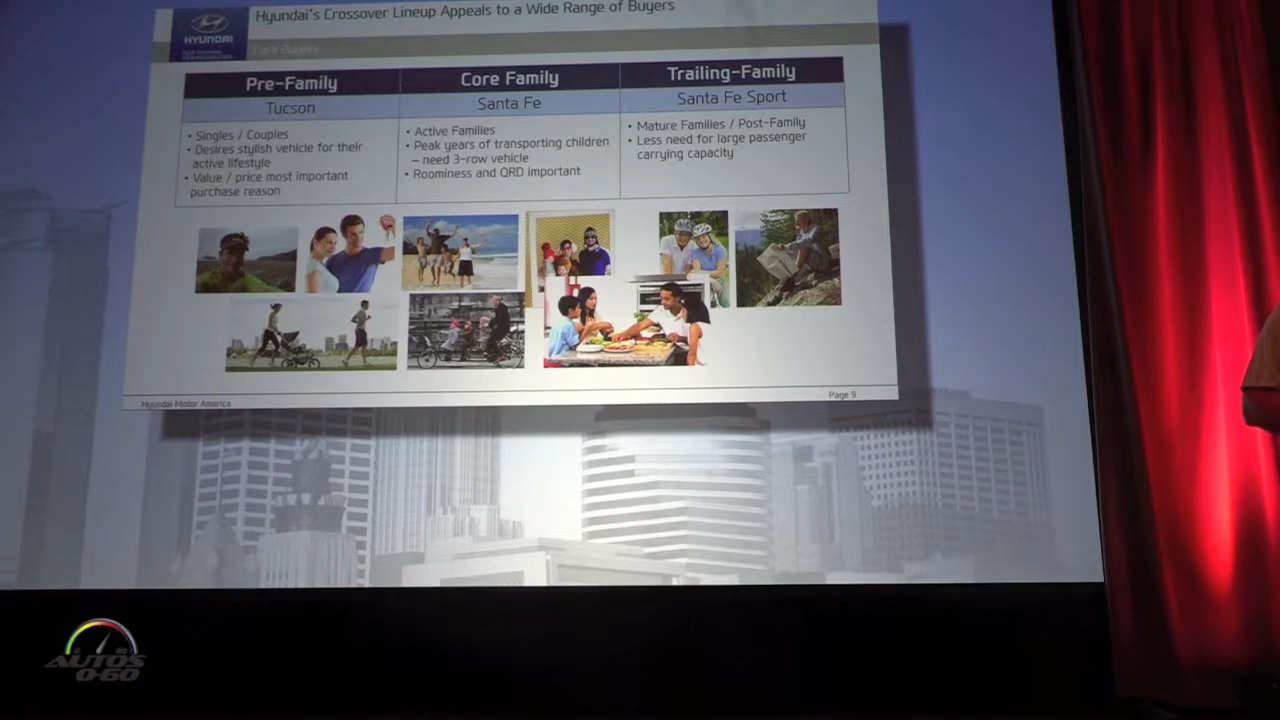 Hyundai's Crossover Lineup Appeals to a Wide Range of Buyers
HYUNDAI
Core Buyers
Pre-Family
Core Family
Trailing-Family
Tucson
Santa Fe
Santa Fe Sport
• Singles / Couples
• Desires stylish vehicle for their
active lifestyle
• Value / price most important
purchase reason
• Active Families
• Peak years of transporting children
– need 3-row vehicle
• Roominess and QRD important
• Mature Families / Post-Family
• Less need for large passenger
carrying capacity
Hyundai Motor America
Page 9
AUTOS
0-60